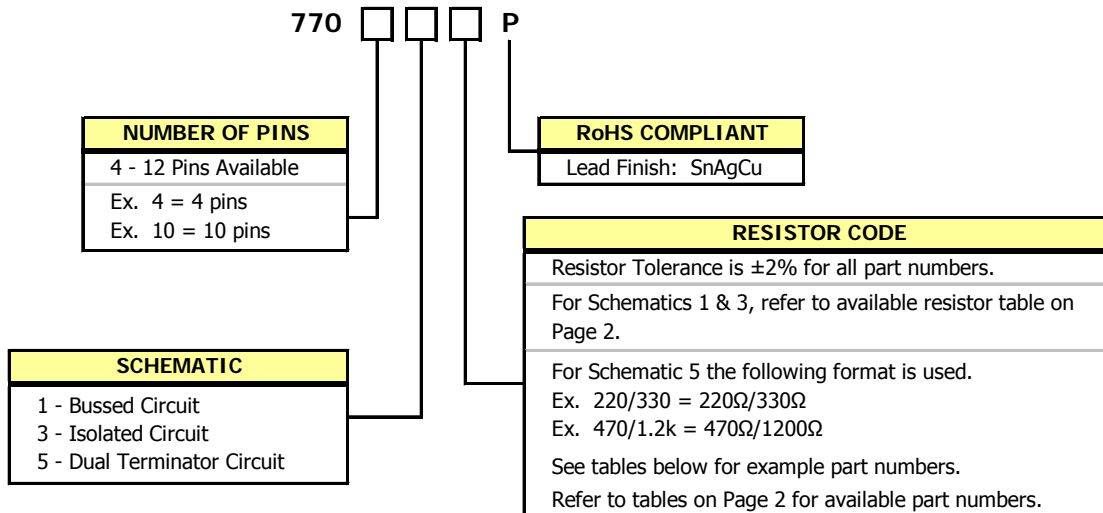 770 P
NUMBER OF PINS
4 - 12 Pins Available
Ex. 4 = 4 pins
Ex. 10 = 10 pins
RoHS COMPLIANT
Lead Finish: SnAgCu
SCHEMATIC
1 - Bussed Circuit
3 - Isolated Circuit
5 - Dual Terminator Circuit
RESISTOR CODE
Resistor Tolerance is ±2% for all part numbers.
For Schematics 1 & 3, refer to available resistor table on
Page 2.
For Schematic 5 the following format is used.
Ex. 220/330 = 220Ω/330Ω
Ex. 470/1.2k = 470Ω/1200Ω
See tables below for example part numbers.
Refer to tables on Page 2 for available part numbers.